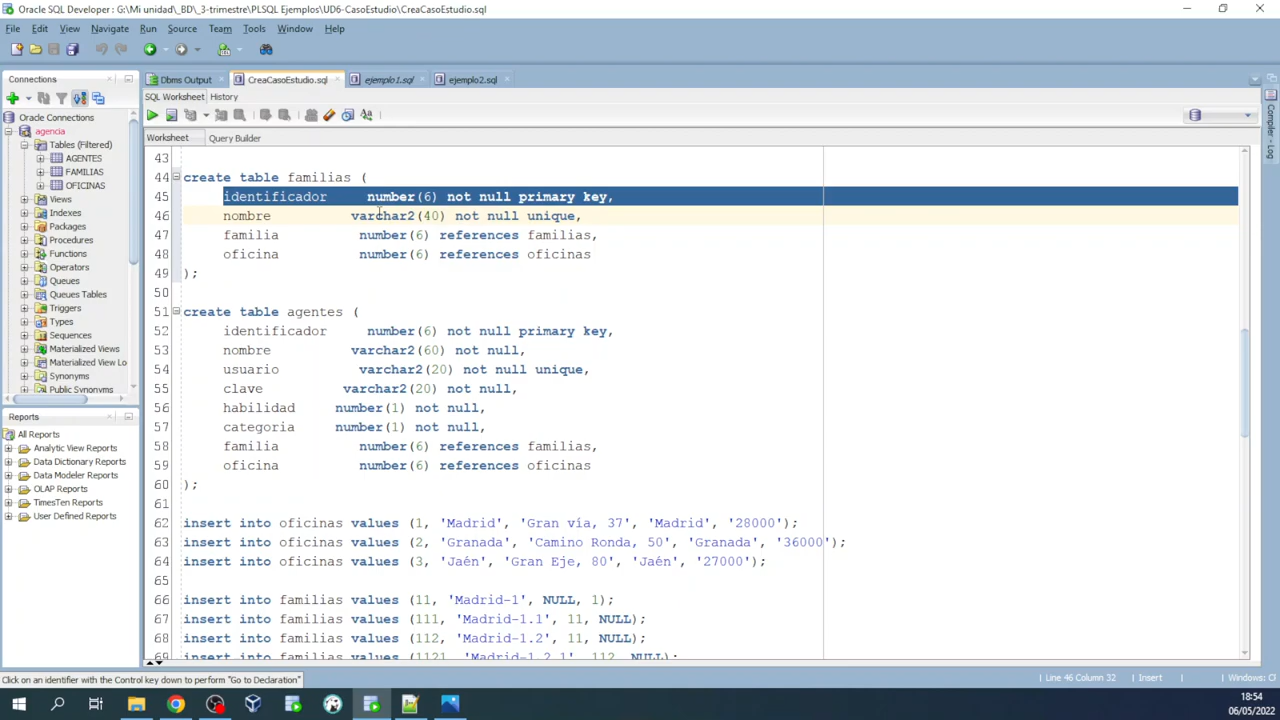 Oracle SQL Developer : G:\Mi unidad\_BD\_3-trimestre\PLSQL Ejemplos\UD6-CasoEstudio\CreaCasoEstudio.sql
File Edit View Navigate Run Source Team Tools Window Help
Connections
Dbms Output
CreaCasoEstudio.sql
ejemplo1.sql
ejemplo2.sql
SQL Worksheet History
Worksheet Query Builder
Oracle Connections
agencia
Tables (Filtered)
AGENTES
FAMILIAS
OFICINAS
Views
Indexes
Packages
Procedures
Functions
Operators
Queues
Queues Tables
Triggers
Types
Sequences
Materialized Views
Materialized View Lo
Synonyms
Public Synonyms
Reports
All Reports
Analytic View Reports
Data Dictionary Reports
Data Modeler Reports
OLAP Reports
TimesTen Reports
User Defined Reports
43
44 create table familias (
45 identificador number(6) not null primary key,
46 nombre varchar2(40) not null unique,
47 familia number(6) references familias,
48 oficina number(6) references oficinas
49 );
50
51 create table agentes (
52 identificador number(6) not null primary key,
53 nombre varchar2(60) not null,
54 usuario varchar2(20) not null unique,
55 clave varchar2(20) not null,
56 habilidad number(1) not null,
57 categoria number(1) not null,
58 familia number(6) references familias,
59 oficina number(6) references oficinas
60 );
61
62 insert into oficinas values (1, 'Madrid', 'Gran vía, 37', 'Madrid', '28000');
63 insert into oficinas values (2, 'Granada', 'Camino Ronda, 50', 'Granada', '36000');
64 insert into oficinas values (3, 'Jaén', 'Gran Eje, 80', 'Jaén', '27000');
65
66 insert into familias values (11, 'Madrid-1', NULL, 1);
67 insert into familias values (111, 'Madrid-1.1', 11, NULL);
68 insert into familias values (112, 'Madrid-1.2', 11, NULL);
69 insert into familias values (1121, 'Madrid-1.2.1', 112, NULL);
Compiler - Log
Click on an identifier with the Control key down to perform "Go to Declaration"
Line 46 Column 32
Insert
Windows: CF
18:54
06/05/2022